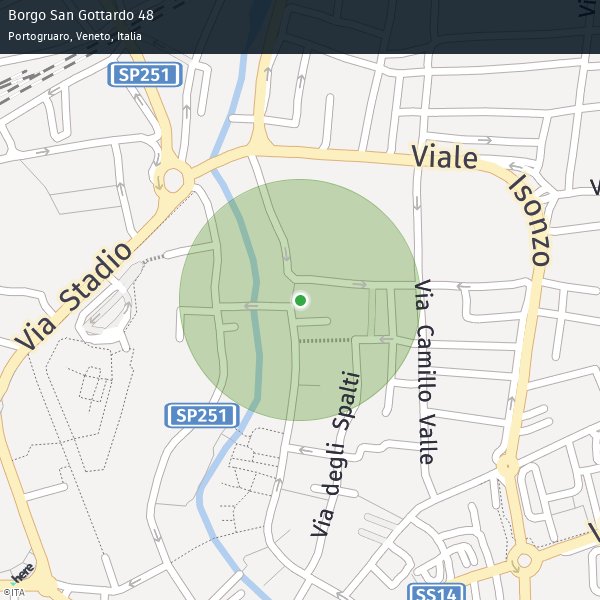 Borgo San Gottardo 48
Portogruaro, Veneto, Italia
SP251
Viale
Isonzo
Via Stadio
Via Camillo Valle
Via degli Spalti
SP251
SS14
here
©ITA